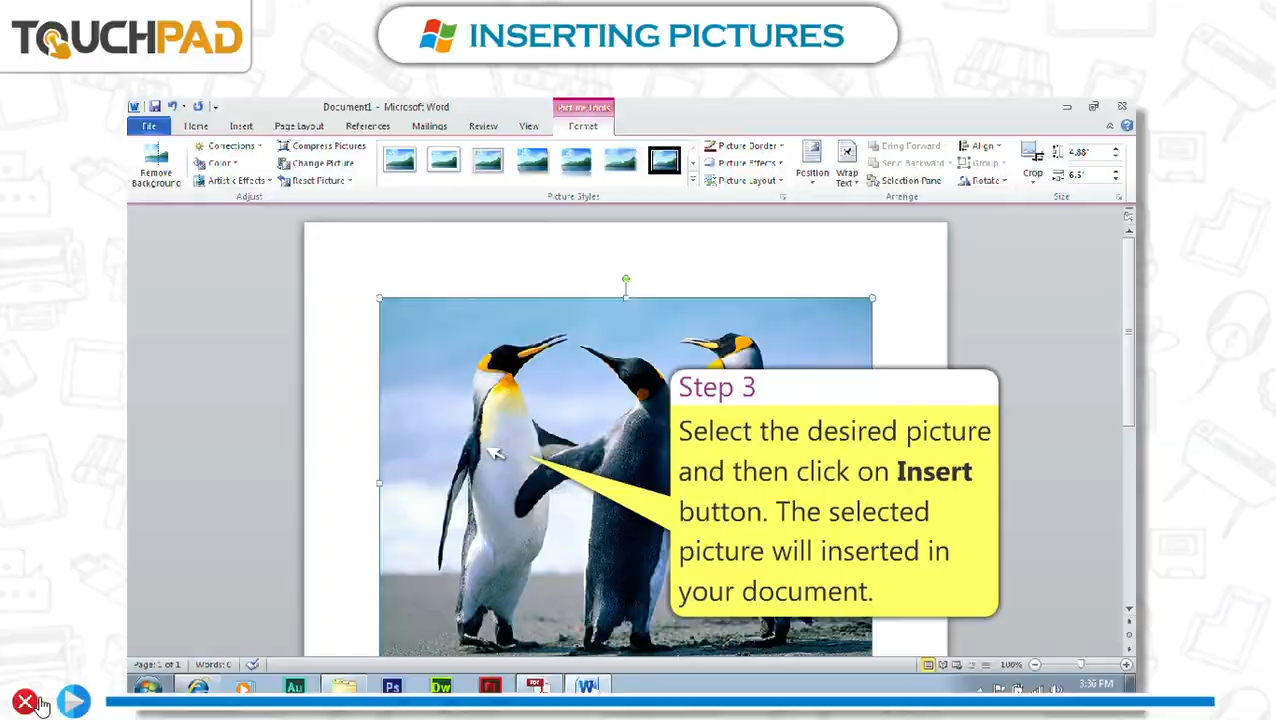 TOUCHPAD
INSERTING PICTURES
Document1 - Microsoft Word
Picture Tools
File Home Insert Page Layout References Mailings Review View Format
Remove Background
Corrections
Color
Artistic Effects
Compress Pictures
Change Picture
Reset Picture
Adjust
Picture Styles
Picture Border
Picture Effects
Picture Layout
Position
Wrap Text
Bring Forward
Send Backward
Selection Pane
Align
Group
Rotate
Arrange
Crop
4.88"
6.5"
Size
Step 3
Select the desired picture
and then click on Insert
button. The selected
picture will inserted in
your document.
Page: 1 of 1 Words: 0
100%
Au
Ps
Dw
3:36 PM